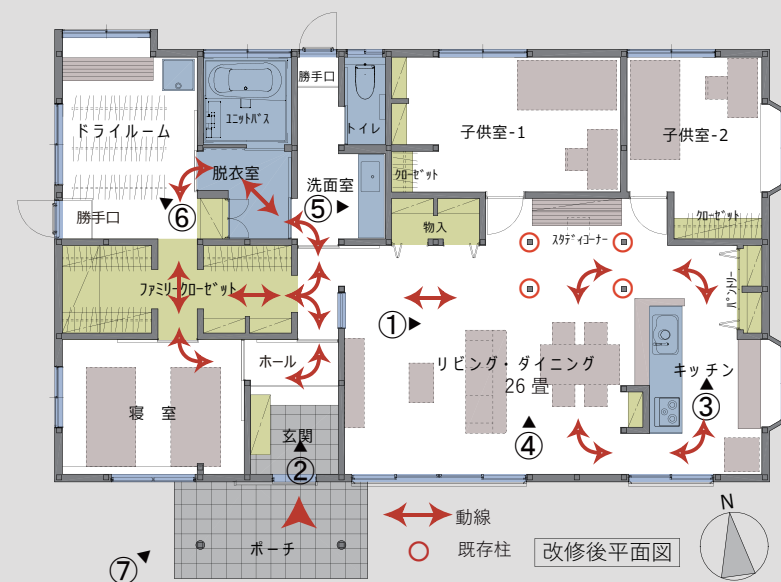 勝手口
ユニットバス
トイレ
ドライルーム
子供室-1
子供室-2
脱衣室
洗面室
クローゼット
⑤
⑥
勝手口
物入
クローゼット
スタディコーナー
パントリー
ファミリークローゼット
①
ホール
リビング・ダイニング
26 畳
キッチン
③
寝 室
玄関
②
④
ポーチ
動線
既存柱
改修後平面図
N
⑦